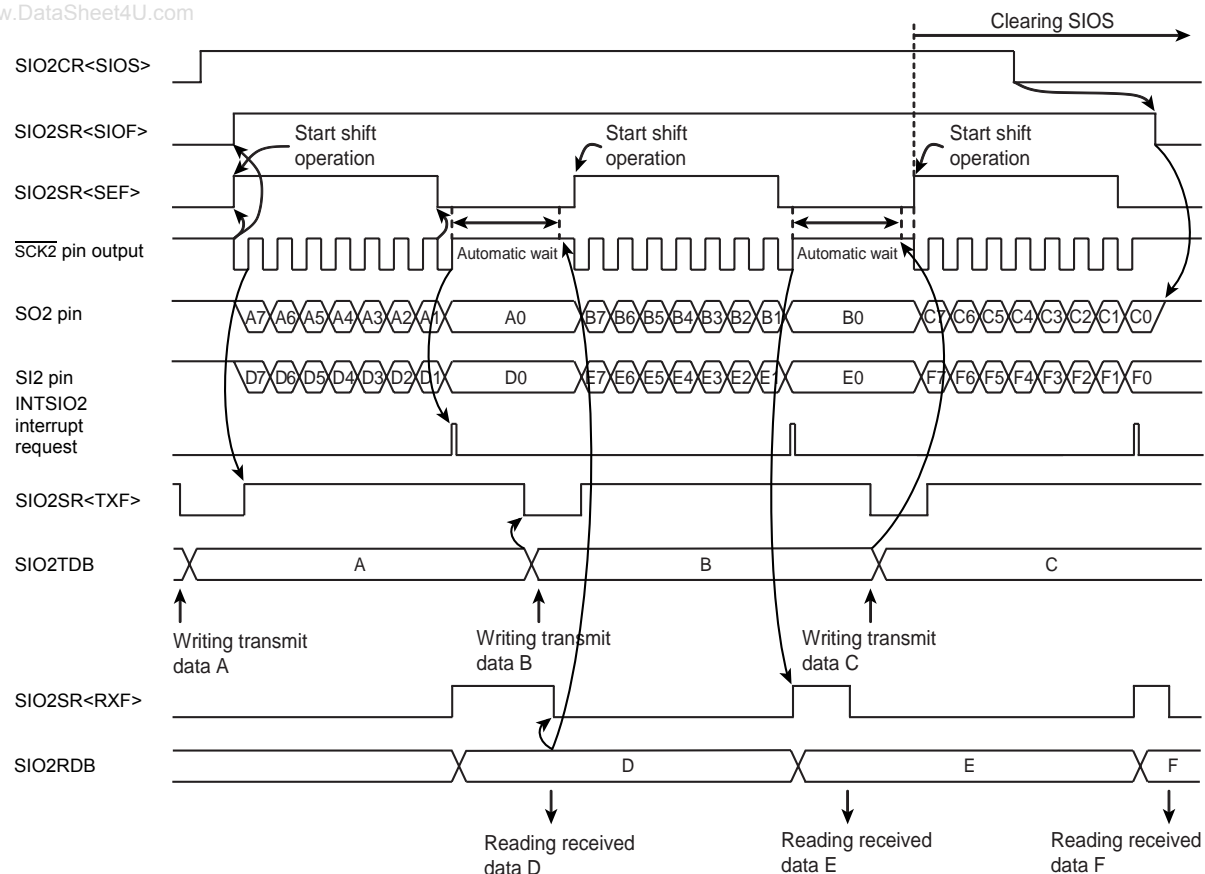 w.DataSheet4U.com
Clearing SIOS
SIO2CR<SIOS>
SIO2SR<SIOF>
Start shift
operation
Start shift
operation
Start shift
operation
SIO2SR<SEF>
SCK2 pin output
Automatic wait
Automatic wait
SO2 pin
A7 A6 A5 A4 A3 A2 A1 A0 B7 B6 B5 B4 B3 B2 B1 B0 C7 C6 C5 C4 C3 C2 C1 C0
SI2 pin
D7 D6 D5 D4 D3 D2 D1 D0 E7 E6 E5 E4 E3 E2 E1 E0 F7 F6 F5 F4 F3 F2 F1 F0
INTSIO2
interrupt
request
SIO2SR<TXF>
SIO2TDB
A B C
Writing transmit
data A
Writing transmit
data B
Writing transmit
data C
SIO2SR<RXF>
SIO2RDB
D E F
Reading received
data D
Reading received
data E
Reading received
data F